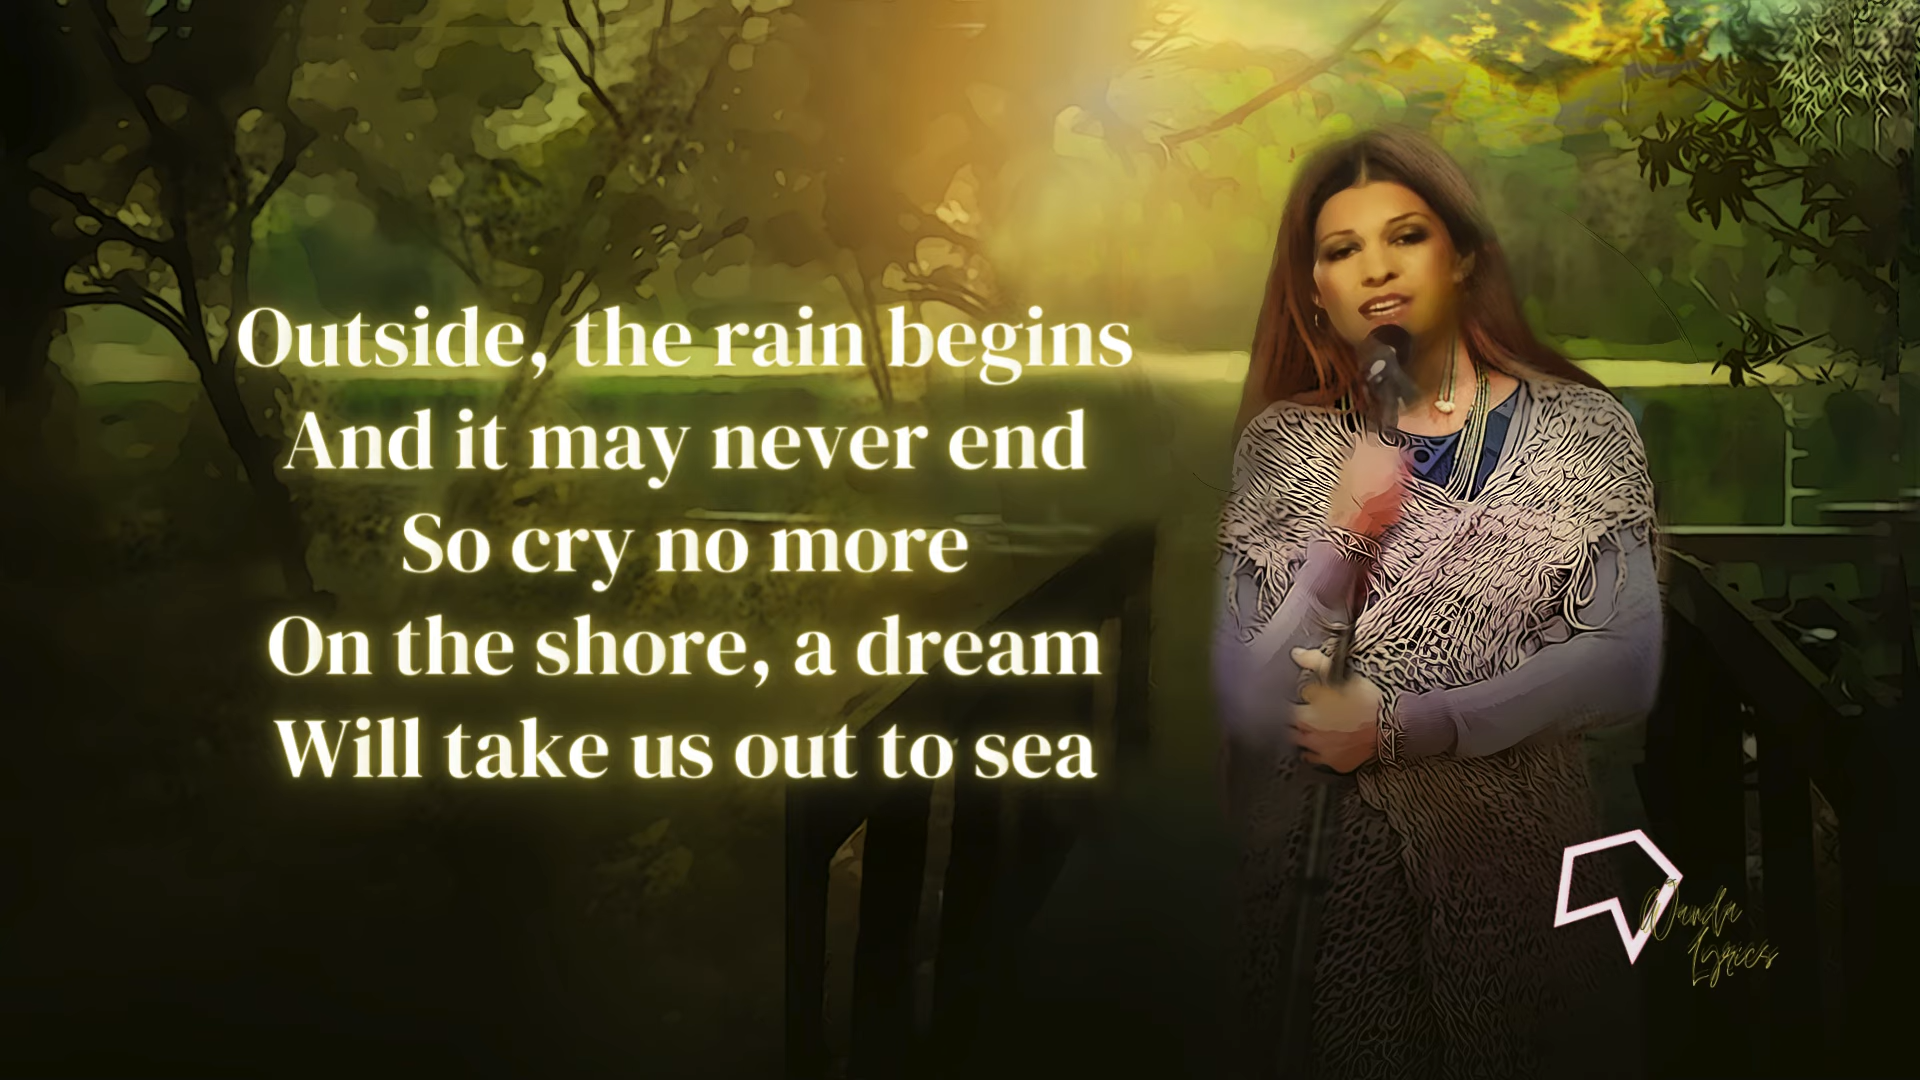 Outside, the rain begins
And it may never end
So cry no more
On the shore, a dream
Will take us out to sea
Wanda
Lyrics